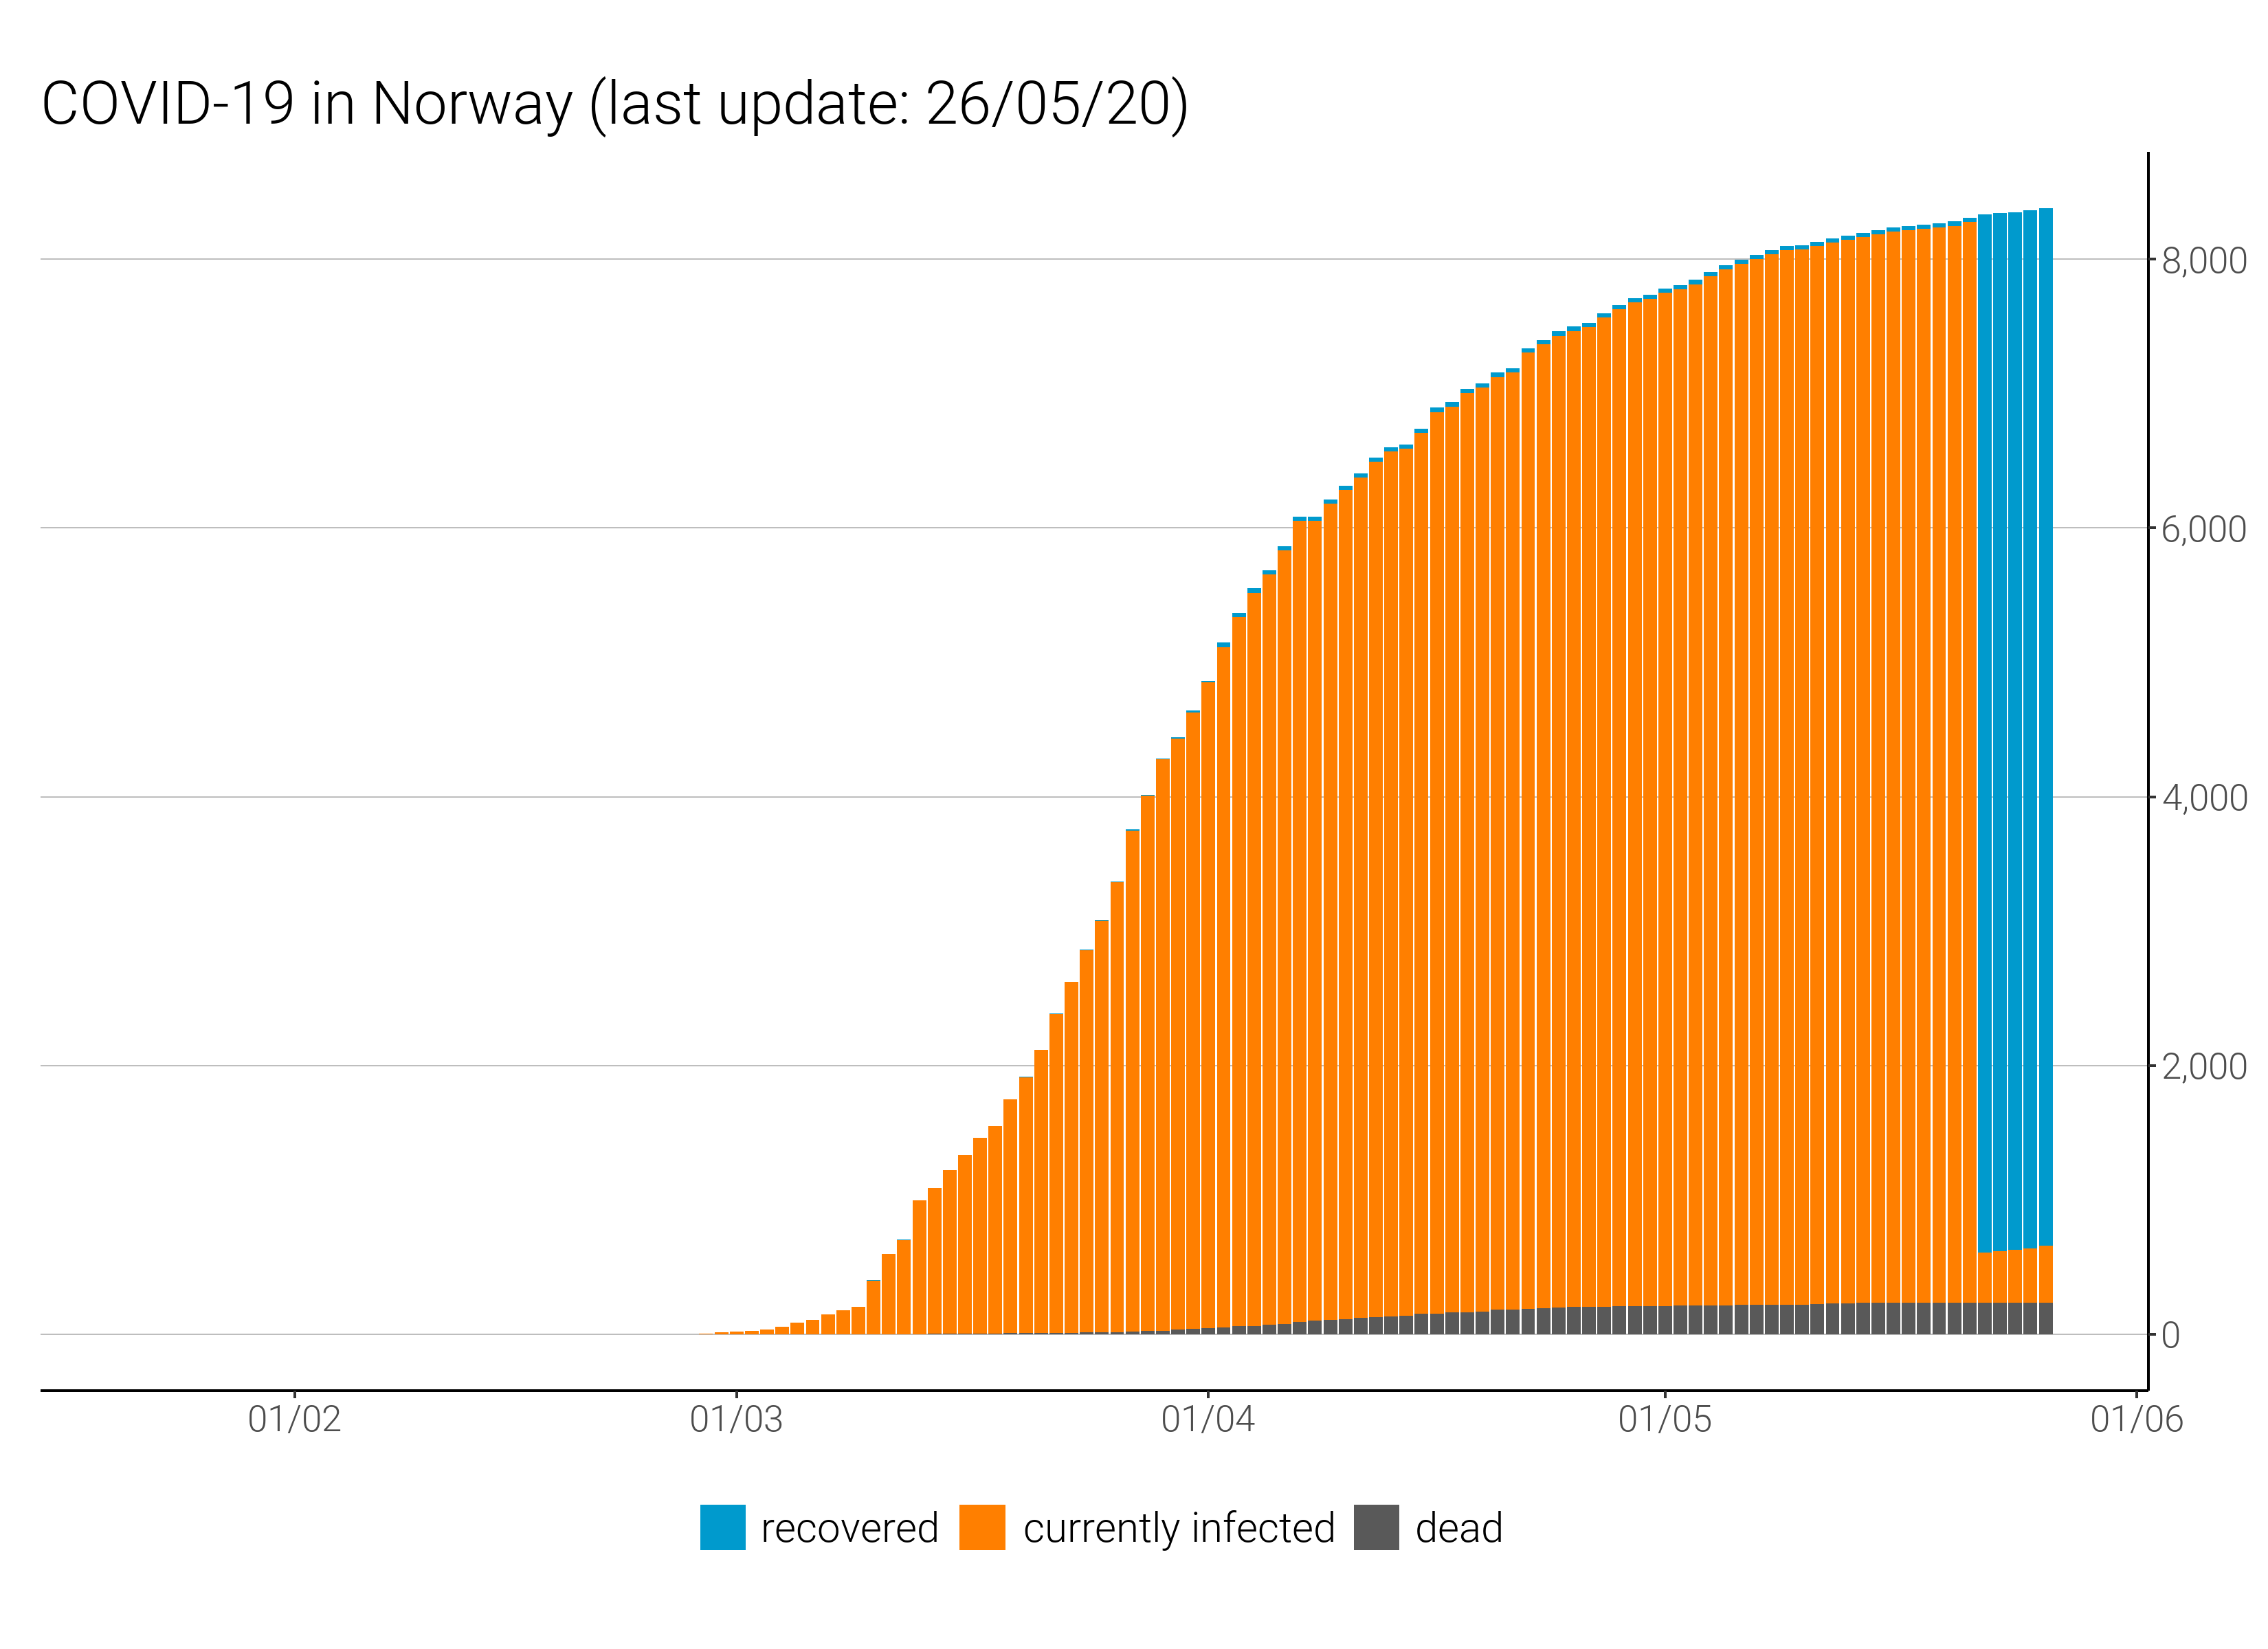 COVID-19 in Norway (last update: 26/05/20)
8,000
6,000
4,000
2,000
0
01/02 01/03 01/04 01/05 01/06
recovered currently infected dead